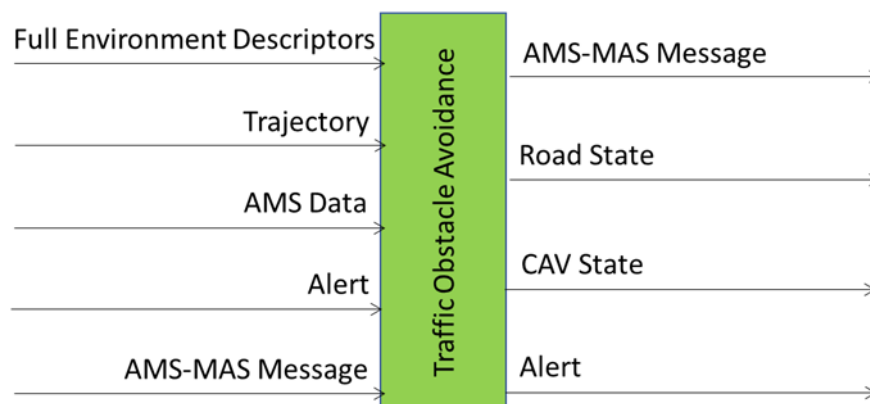 Full Environment Descriptors
Trajectory
AMS Data
Alert
AMS-MAS Message
Traffic Obstacle Avoidance
AMS-MAS Message
Road State
CAV State
Alert